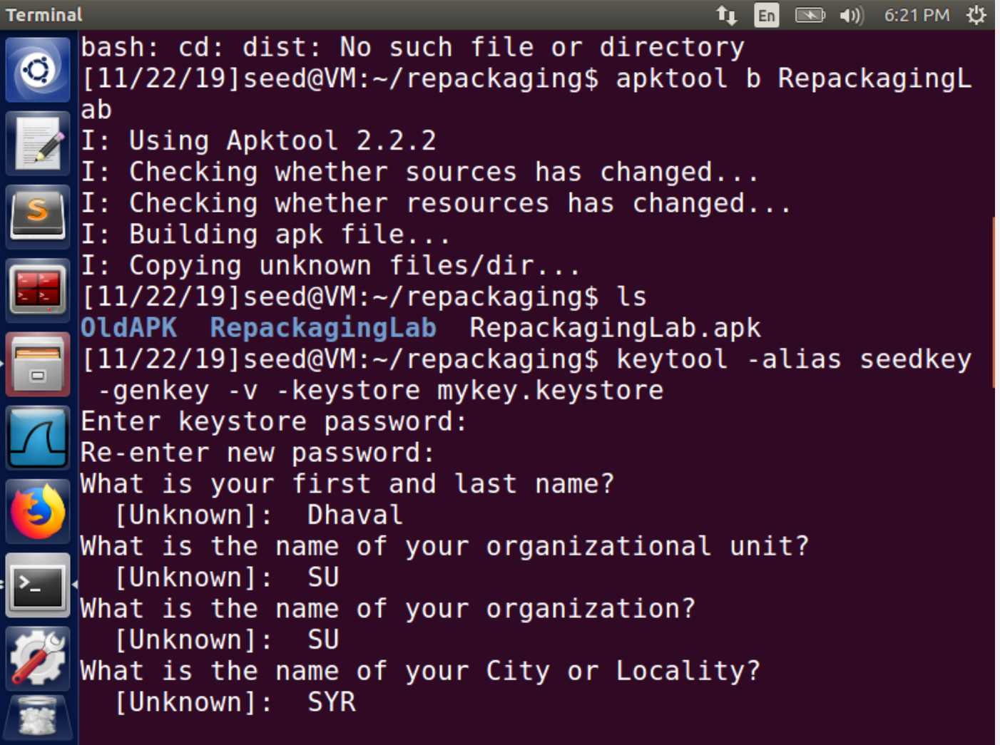 Terminal
En
6:21 PM
bash: cd: dist: No such file or directory
[11/22/19]seed@VM:~/repackaging$ apktool b RepackagingL
ab
I: Using Apktool 2.2.2
I: Checking whether sources has changed...
I: Checking whether resources has changed...
I: Building apk file...
I: Copying unknown files/dir...
[11/22/19]seed@VM:~/repackaging$ ls
OldAPK  RepackagingLab  RepackagingLab.apk
[11/22/19]seed@VM:~/repackaging$ keytool -alias seedkey
 -genkey -v -keystore mykey.keystore
Enter keystore password:
Re-enter new password:
What is your first and last name?
  [Unknown]:  Dhaval
What is the name of your organizational unit?
  [Unknown]:  SU
What is the name of your organization?
  [Unknown]:  SU
What is the name of your City or Locality?
  [Unknown]:  SYR